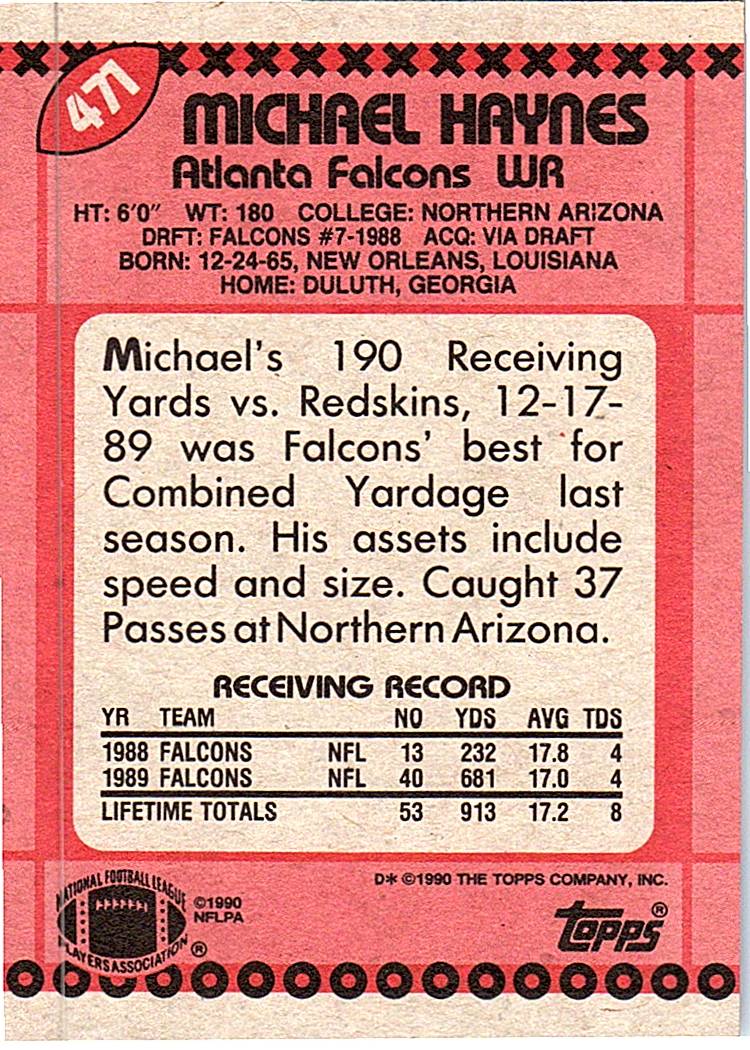 471
MICHAEL HAYNES
Atlanta Falcons WR
HT: 6'0" WT: 180 COLLEGE: NORTHERN ARIZONA
DRFT: FALCONS #7-1988 ACQ: VIA DRAFT
BORN: 12-24-65, NEW ORLEANS, LOUISIANA
HOME: DULUTH, GEORGIA
Michael's 190 Receiving
Yards vs. Redskins, 12-17-
89 was Falcons' best for
Combined Yardage last
season. His assets include
speed and size. Caught 37
Passes at Northern Arizona.
RECEIVING RECORD
YR TEAM NO YDS AVG TDS
1988 FALCONS NFL 13 232 17.8 4
1989 FALCONS NFL 40 681 17.0 4
LIFETIME TOTALS 53 913 17.2 8
NATIONAL FOOTBALL LEAGUE
PLAYERS ASSOCIATION ®
©1990
NFLPA
D* ©1990 THE TOPPS COMPANY, INC.
Topps ®